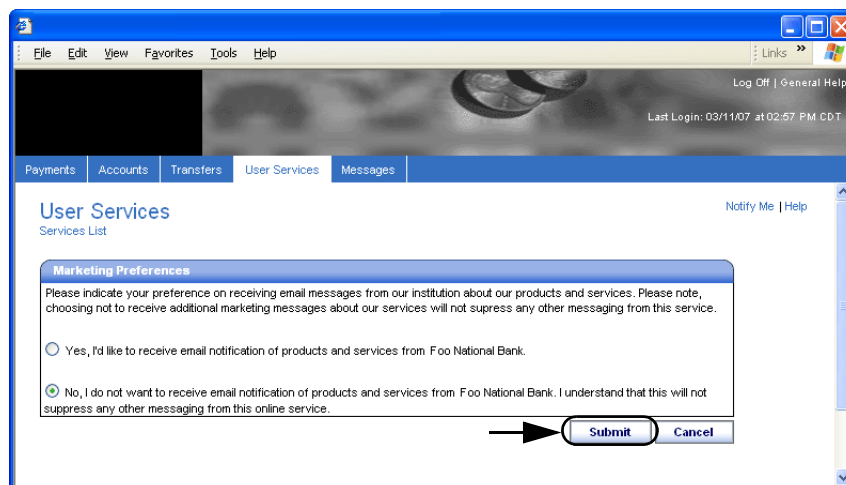 File Edit View Favorites Tools Help
Links »
Log Off | General Help
Last Login: 03/11/07 at 02:57 PM CDT
Payments Accounts Transfers User Services Messages
User Services
Services List
Notify Me | Help
Marketing Preferences
Please indicate your preference on receiving email messages from our institution about our products and services. Please note,
choosing not to receive additional marketing messages about our services will not supress any other messaging from this service.
Yes, I'd like to receive email notification of products and services from Foo National Bank.
No, I do not want to receive email notification of products and services from Foo National Bank. I understand that this will not
suppress any other messaging from this online service.
Submit Cancel